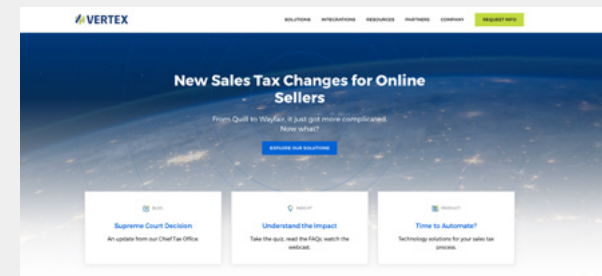 VERTEX
SOLUTIONS INTEGRATIONS RESOURCES PARTNERS COMPANY REQUEST INFO
New Sales Tax Changes for Online
Sellers
From Quill to Wayfair, it just got more complicated.
Now what?
EXPLORE OUR SOLUTIONS
BLOG
INSIGHT
PRODUCT
Supreme Court Decision
Understand the Impact
Time to Automate?
An update from our Chief Tax Office.
Take the quiz, read the FAQs, watch the
webcast.
Technology solutions for your sales tax
process.